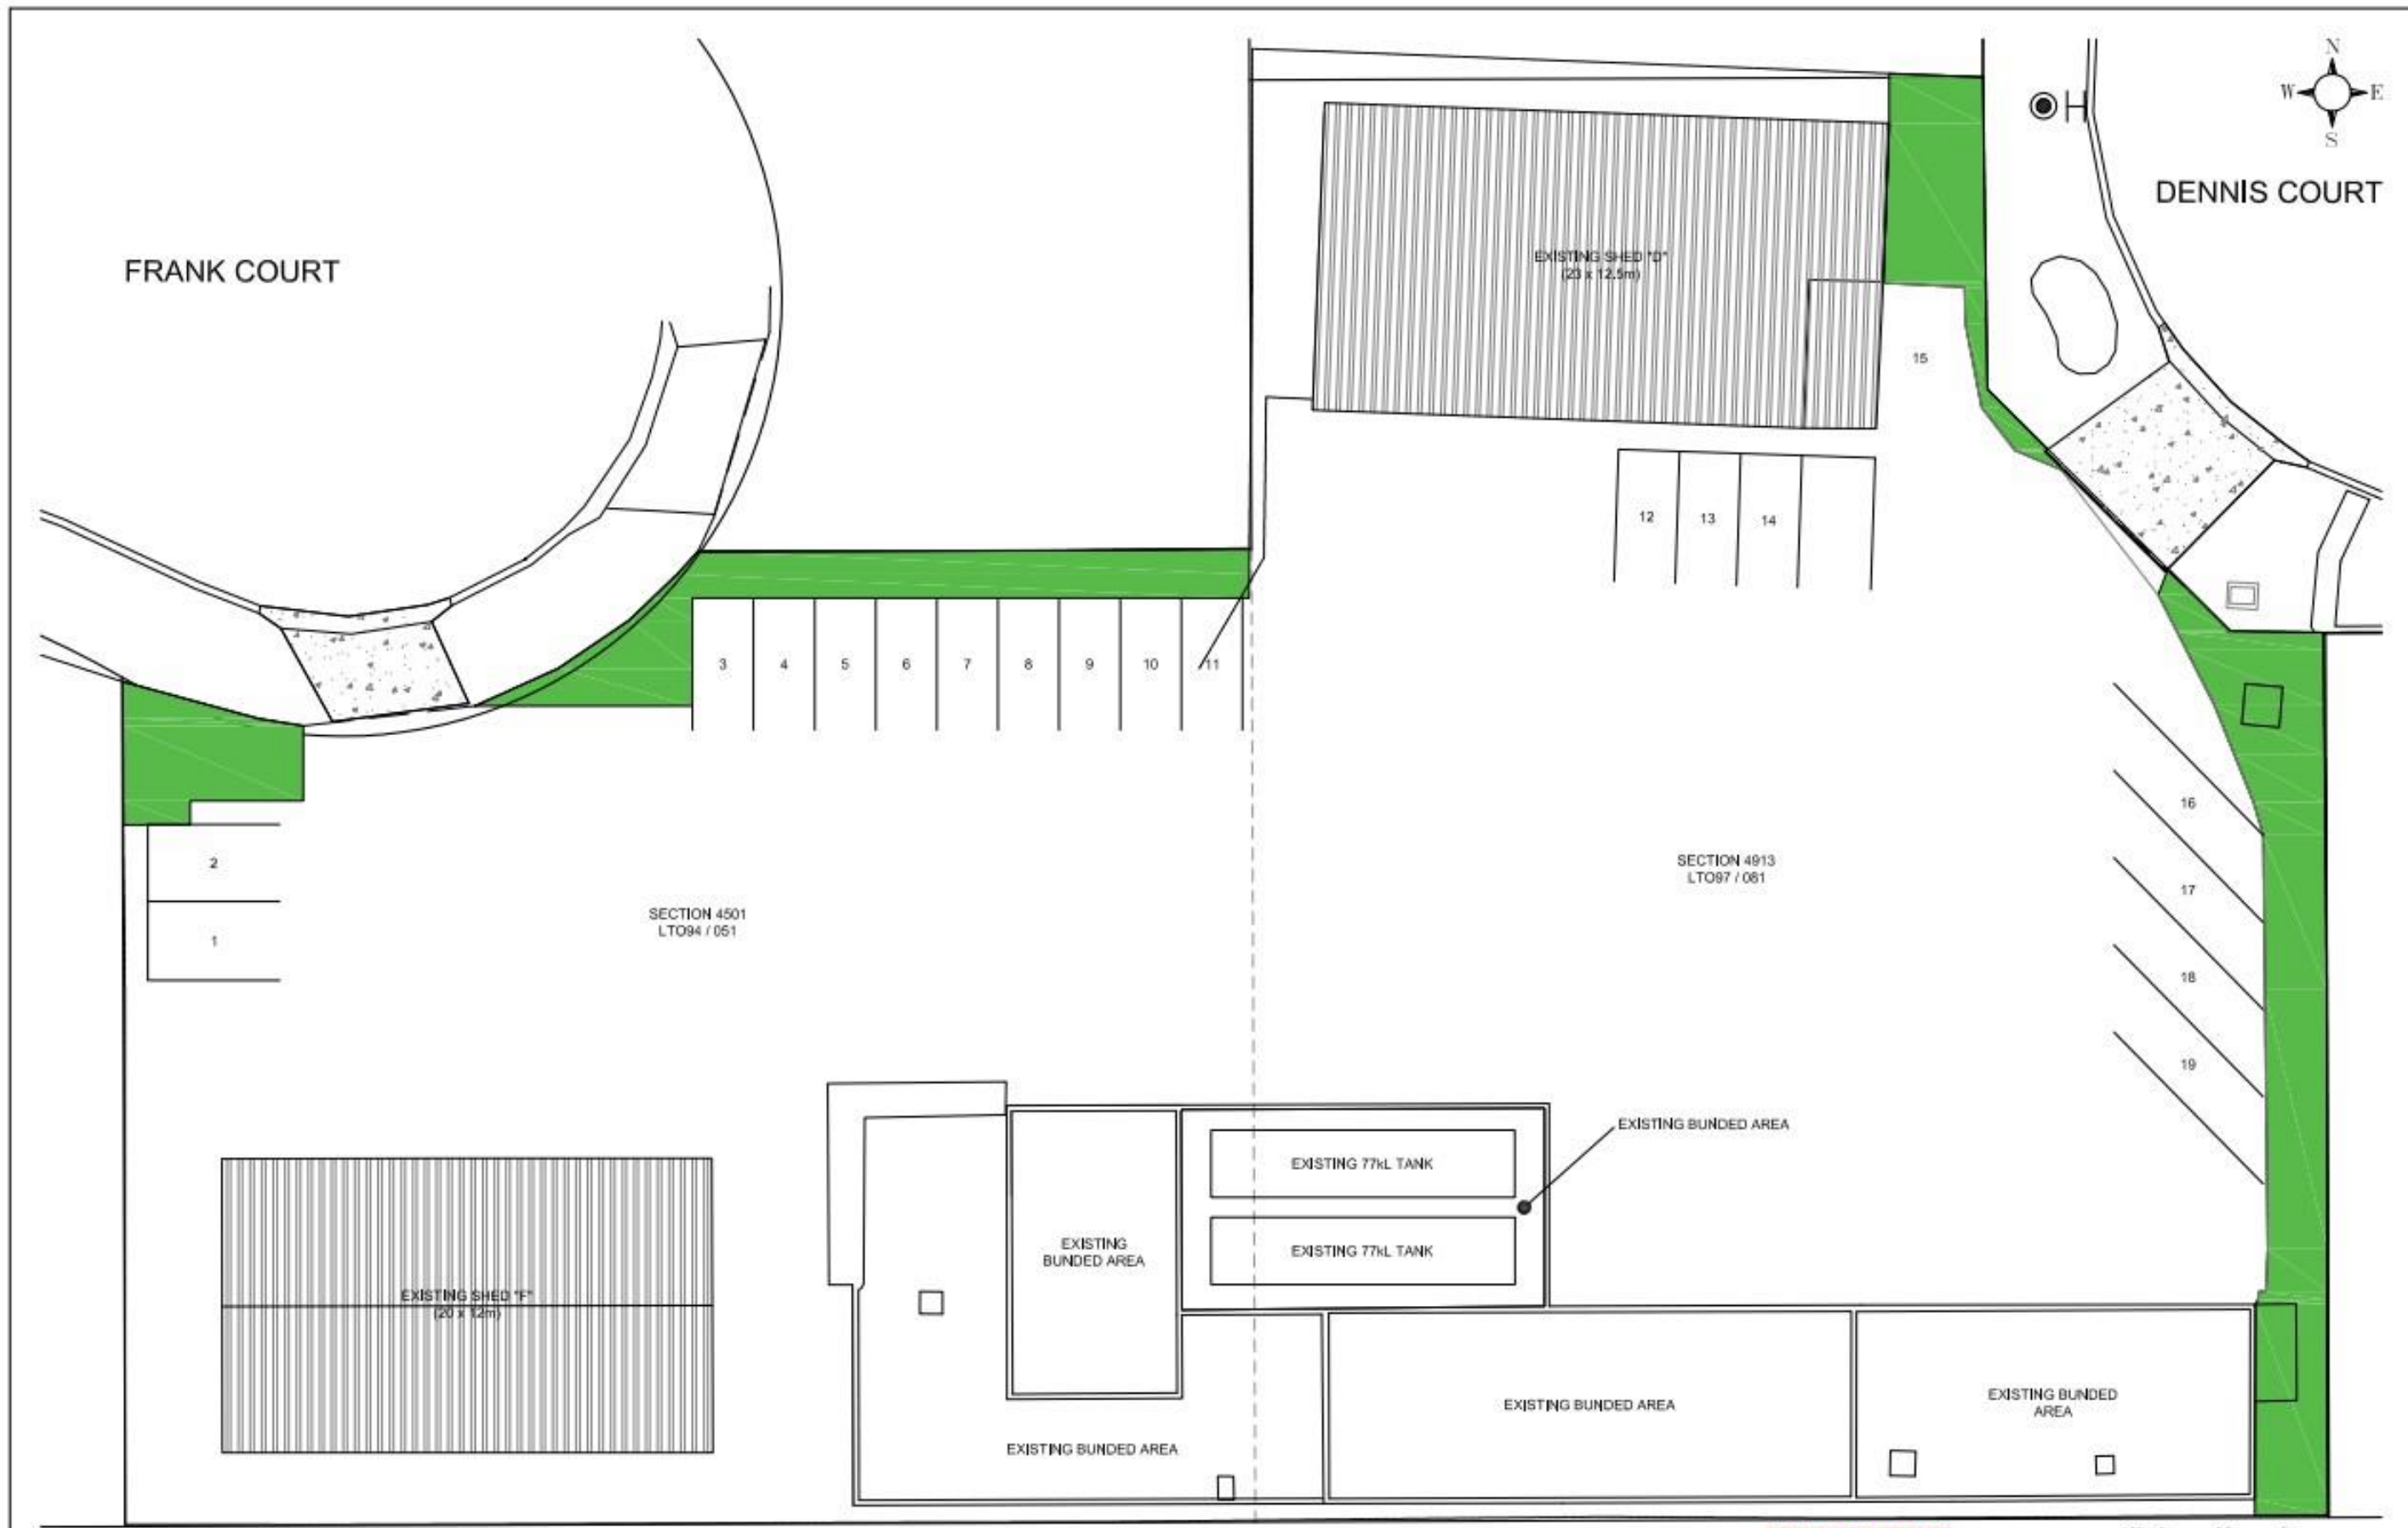 N
W E
S
DENNIS COURT
FRANK COURT
EXISTING SHED "D"
(23 x 12.5m)
15
12 13 14
3 4 5 6 7 8 9 10 11
16
2
SECTION 4913
LTO97 / 081
17
SECTION 4501
LTO94 / 051
1
18
19
EXISTING BUNDED AREA
EXISTING 77kL TANK
EXISTING
BUNDED AREA
EXISTING 77kL TANK
EXISTING SHED "F"
(20 x 12m)
EXISTING BUNDED AREA
EXISTING BUNDED
AREA
EXISTING BUNDED AREA